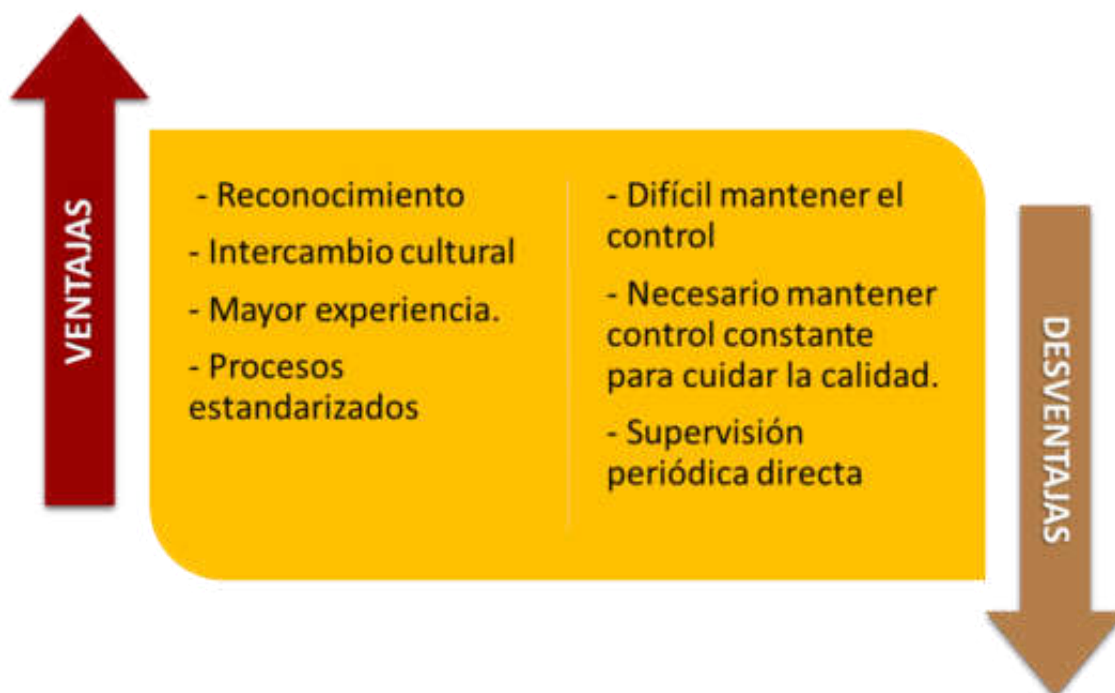 VENTAJAS
- Reconocimiento
- Intercambio cultural
- Mayor experiencia.
- Procesos
estandarizados
- Difícil mantener el
control
- Necesario mantener
control constante
para cuidar la calidad.
- Supervisión
periódica directa
DESVENTAJAS